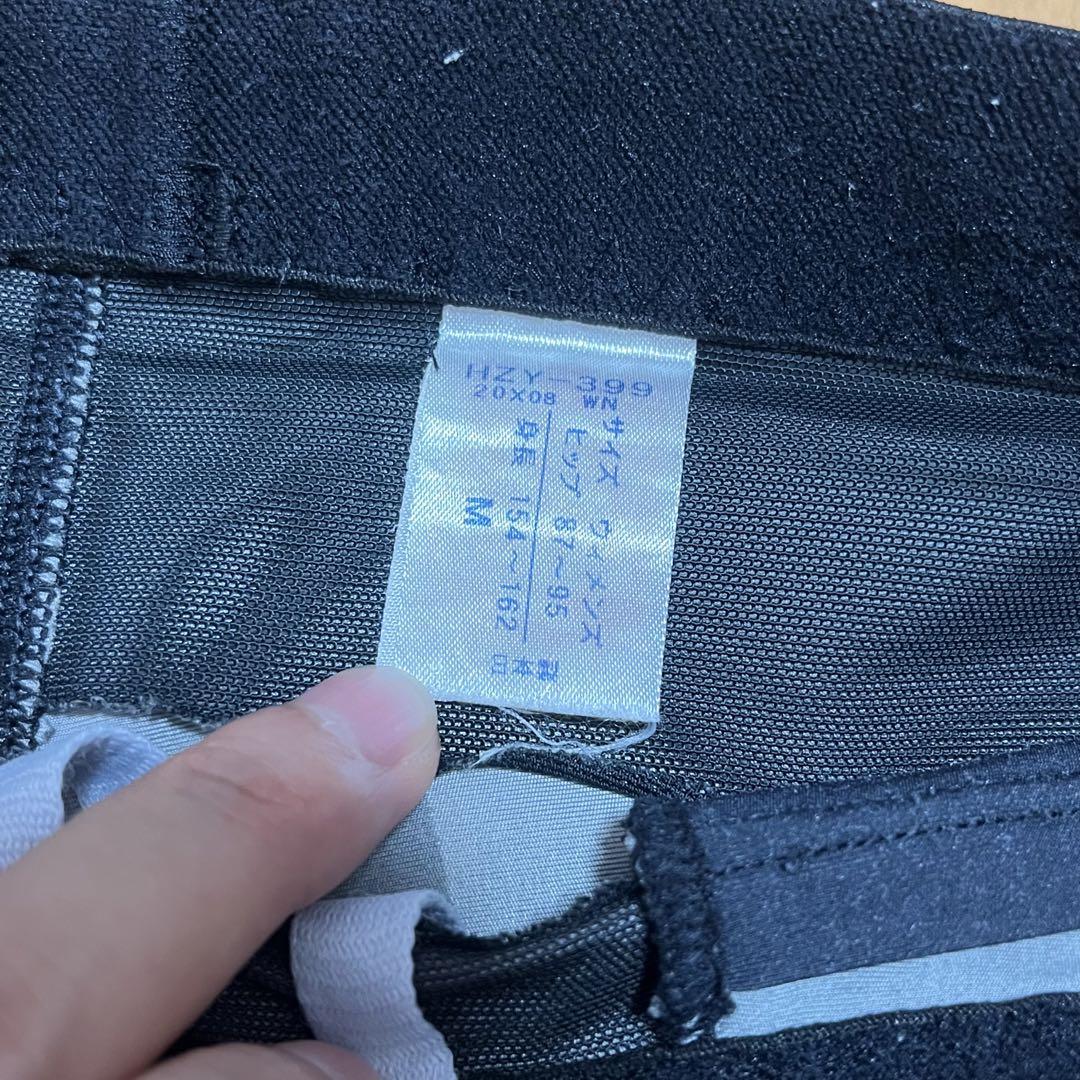 HZY-399
20X08 WN
サイズ ウィメンズ
ヒップ 87〜95
身長 154〜162
M
日本製